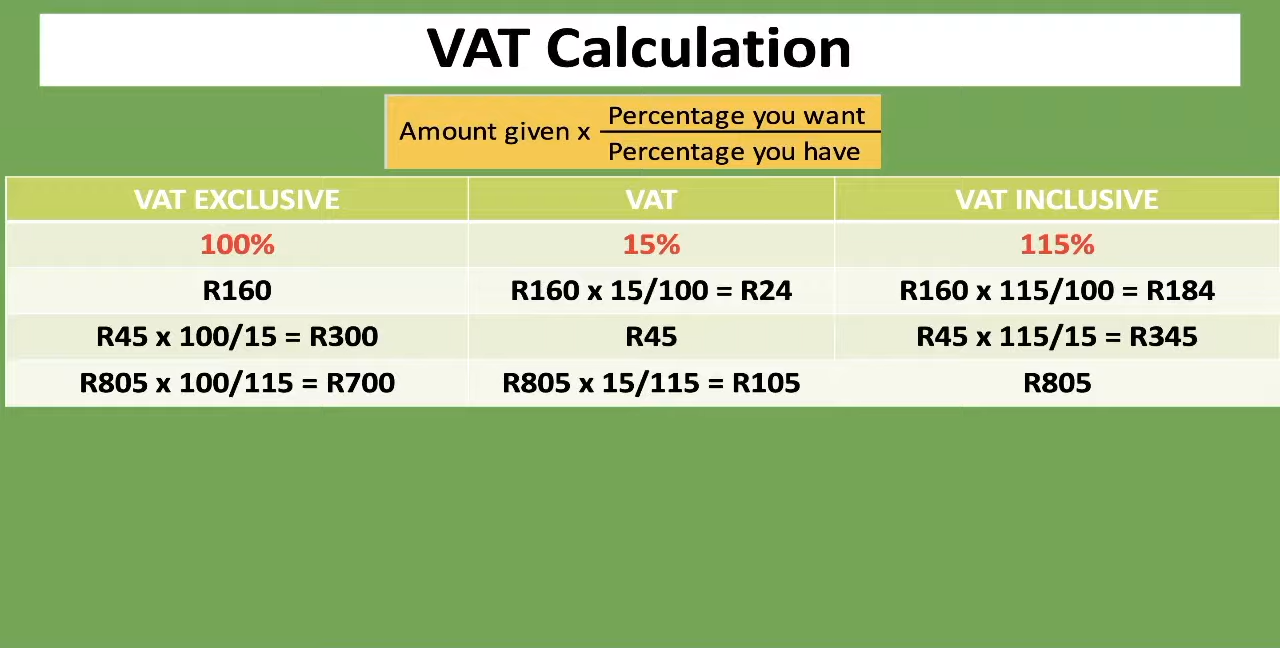 VAT Calculation
Amount given x Percentage you want
Percentage you have
VAT EXCLUSIVE VAT VAT INCLUSIVE
100% 15% 115%
R160 R160 x 15/100 = R24 R160 x 115/100 = R184
R45 x 100/15 = R300 R45 R45 x 115/15 = R345
R805 x 100/115 = R700 R805 x 15/115 = R105 R805